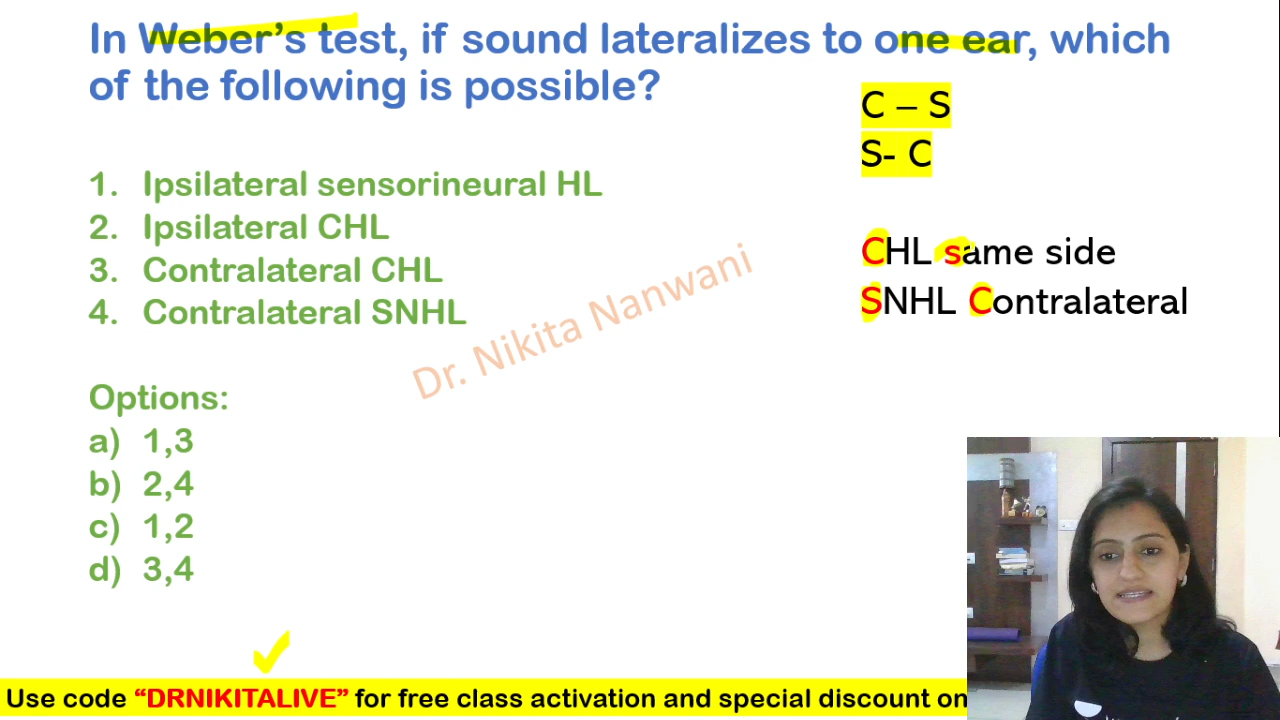 In Weber's test, if sound lateralizes to one ear, which
of the following is possible?
C – S
S- C
1. Ipsilateral sensorineural HL
2. Ipsilateral CHL
3. Contralateral CHL
4. Contralateral SNHL
CHL same side
SNHL Contralateral
Dr. Nikita Nanwani
Options:
a) 1,3
b) 2,4
c) 1,2
d) 3,4
Use code “DRNIKITALIVE” for free class activation and special discount on